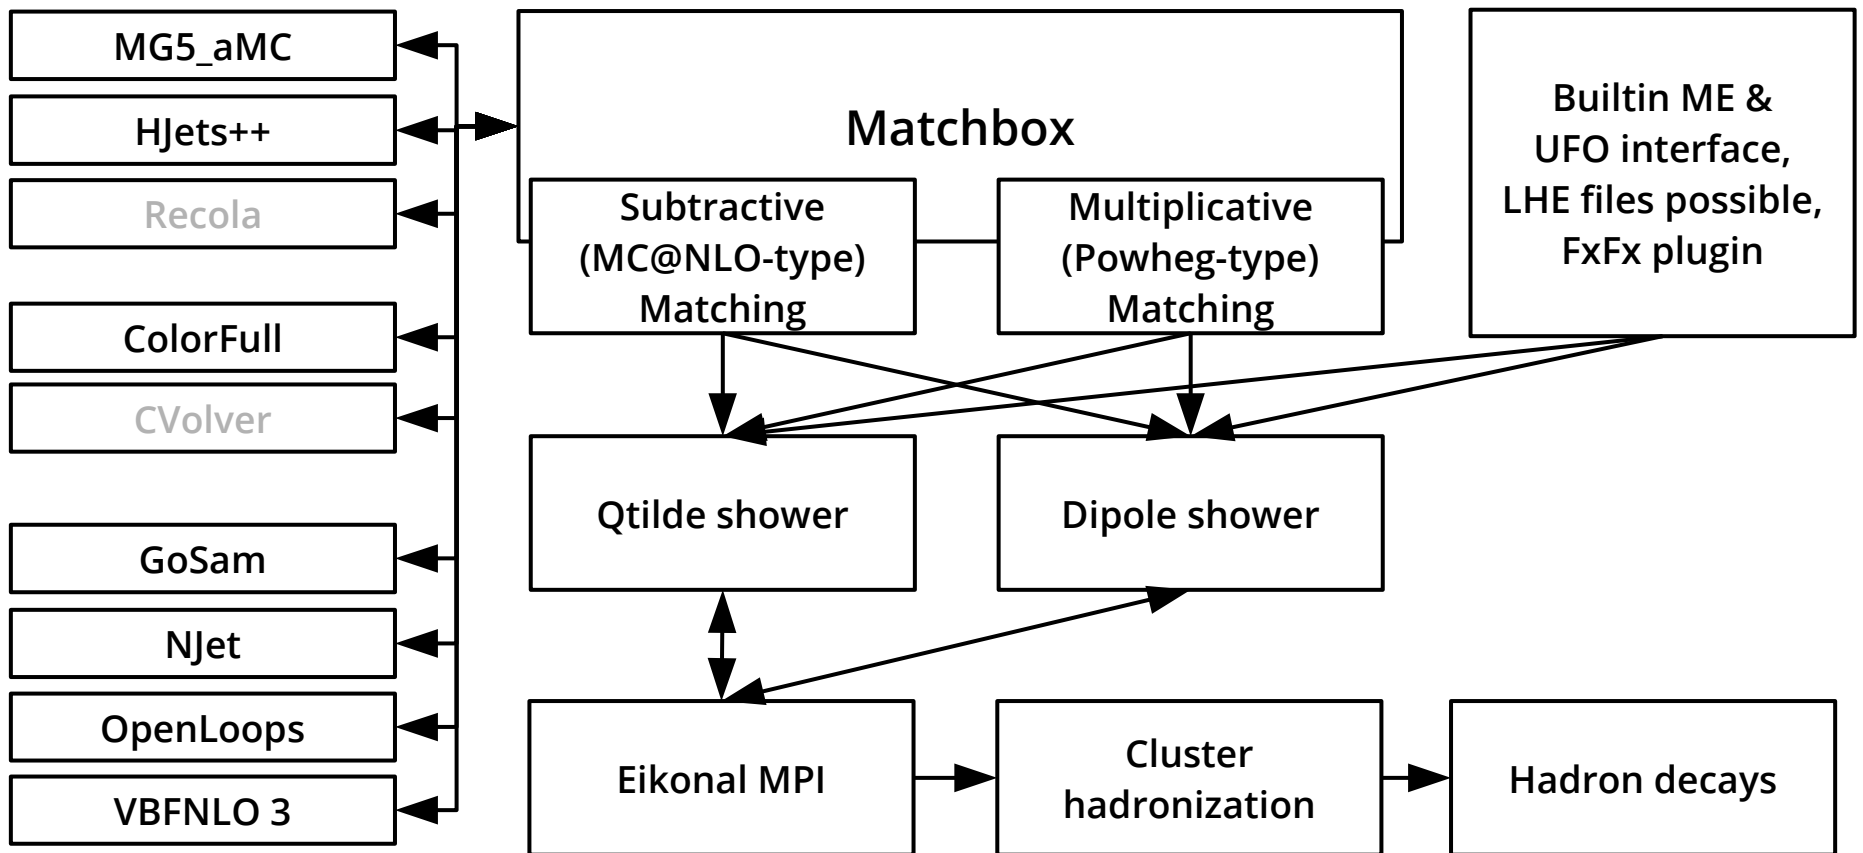 MG5_aMC
HJets++
Recola
ColorFull
CVolver
GoSam
NJet
OpenLoops
VBFNLO 3
Matchbox
Subtractive
(MC@NLO-type)
Matching
Multiplicative
(Powheg-type)
Matching
Builtin ME &
UFO interface,
LHE files possible,
FxFx plugin
Qtilde shower
Dipole shower
Eikonal MPI
Cluster
hadronization
Hadron decays